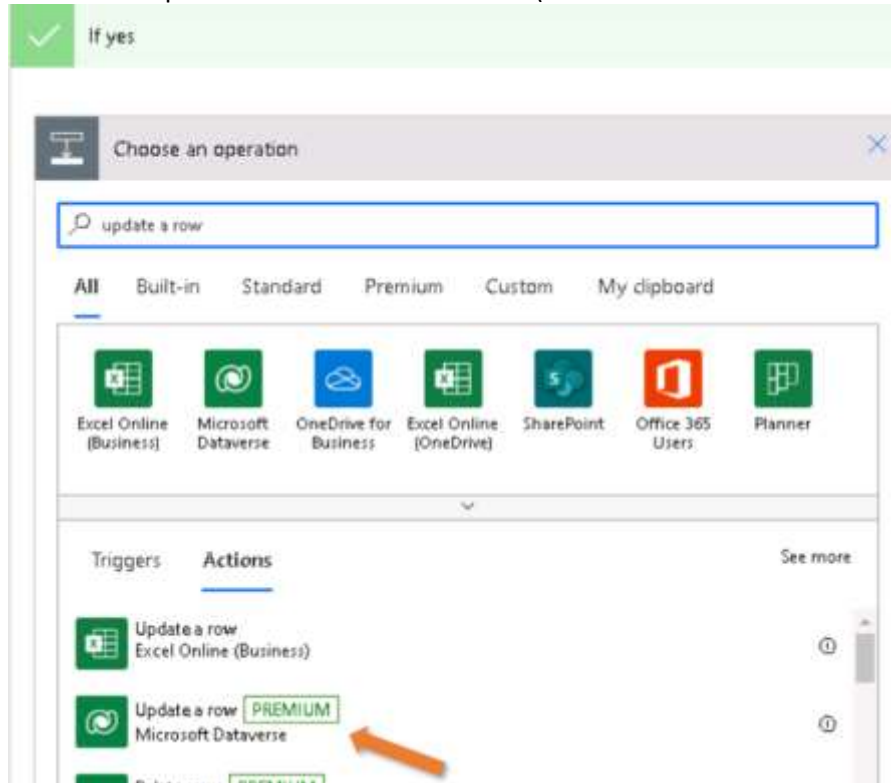 If yes
Choose an operation
update a row
All Built-in Standard Premium Custom My clipboard
Excel Online (Business)
Microsoft Dataverse
OneDrive for Business
Excel Online (OneDrive)
SharePoint
Office 365 Users
Planner
Triggers Actions See more
Update a row
Excel Online (Business)
Update a row PREMIUM
Microsoft Dataverse